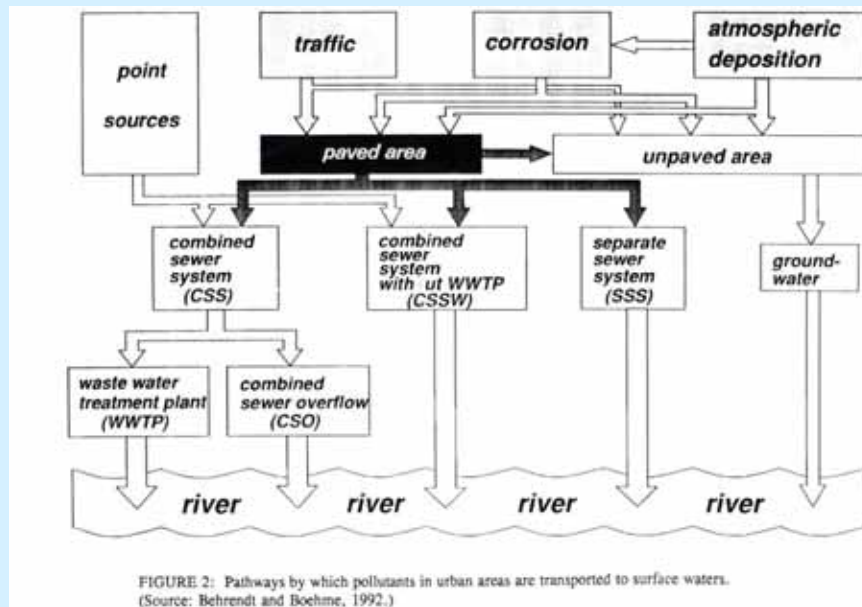 point
sources
traffic
corrosion
atmospheric
deposition
paved area
unpaved area
combined
sewer
system
(CSS)
combined
sewer
system
with ut WWTP
(CSSW)
separate
sewer
system
(SSS)
ground-
water
waste water
treatment plant
(WWTP)
combined
sewer overflow
(CSO)
river
river
river
river
FIGURE 2: Pathways by which pollutants in urban areas are transported to surface waters.
(Source: Behrendt and Boehme, 1992.)